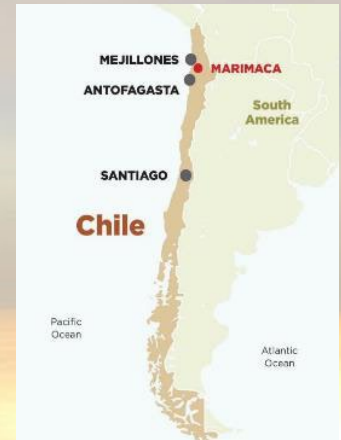 MEJILLONES
MARIMACA
ANTOFAGASTA
South
America
SANTIAGO
Chile
Pacific
Ocean
Atlantic
Ocean